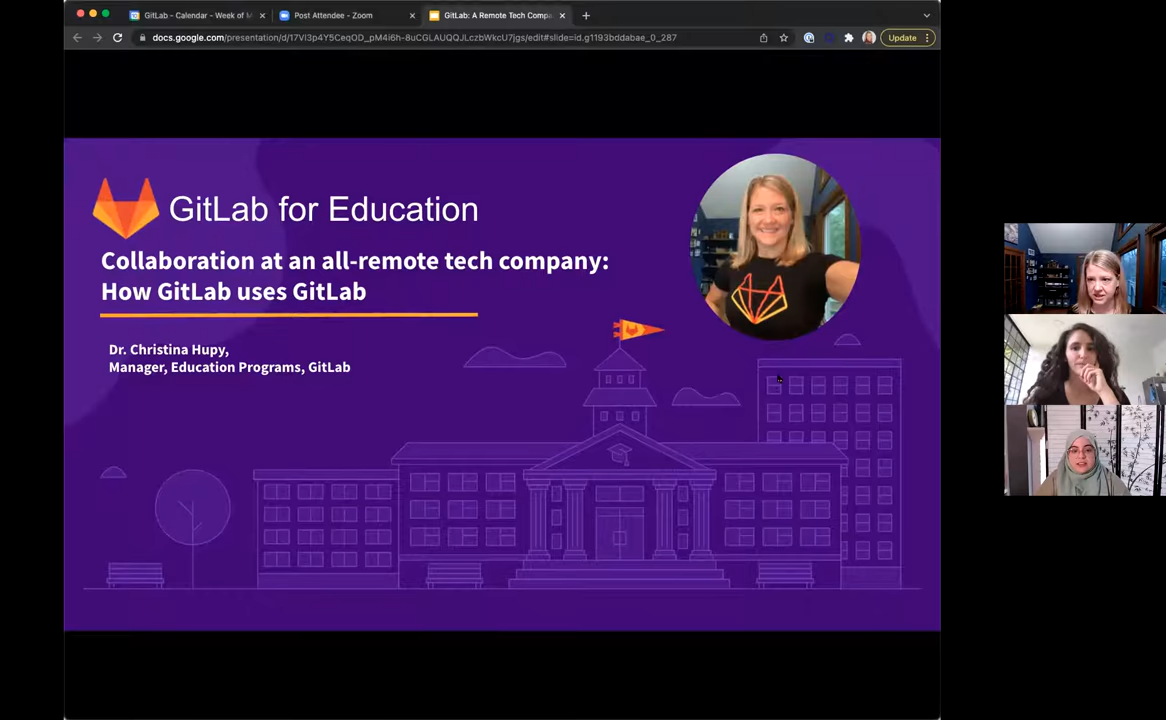 GitLab - Calendar - Week of M
Post Attendee - Zoom
GitLab: A Remote Tech Compa
docs.google.com/presentation/d/17Vl3p4Y5CeqOD_pM4i6h-8uCGLAUQQJLczbWkcU7jgs/edit#slide=id.g1193bddabae_0_287
Update
GitLab for Education
Collaboration at an all-remote tech company:
How GitLab uses GitLab
Dr. Christina Hupy,
Manager, Education Programs, GitLab